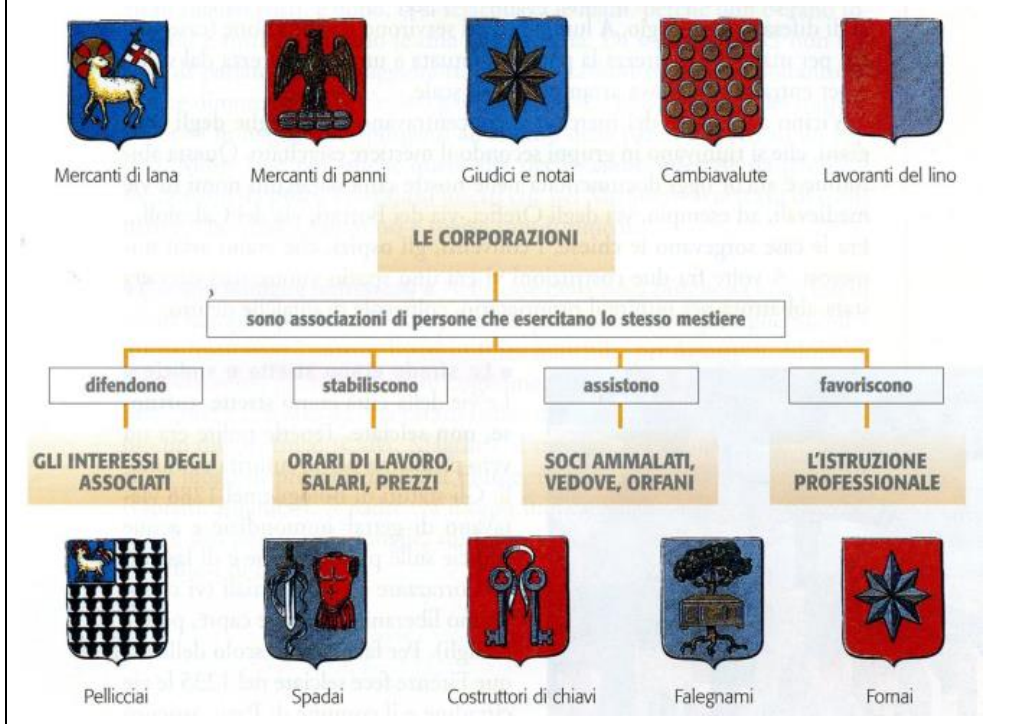 Mercanti di lana
Mercanti di panni
Giudici e notai
Cambiavalute
Lavoranti del lino
LE CORPORAZIONI
sono associazioni di persone che esercitano lo stesso mestiere
difendono
stabiliscono
assistono
favoriscono
GLI INTERESSI DEGLI
ASSOCIATI
ORARI DI LAVORO,
SALARI, PREZZI
SOCI AMMALATI,
VEDOVE, ORFANI
L'ISTRUZIONE
PROFESSIONALE
Pellicciai
Spadai
Costruttori di chiavi
Falegnami
Fornai